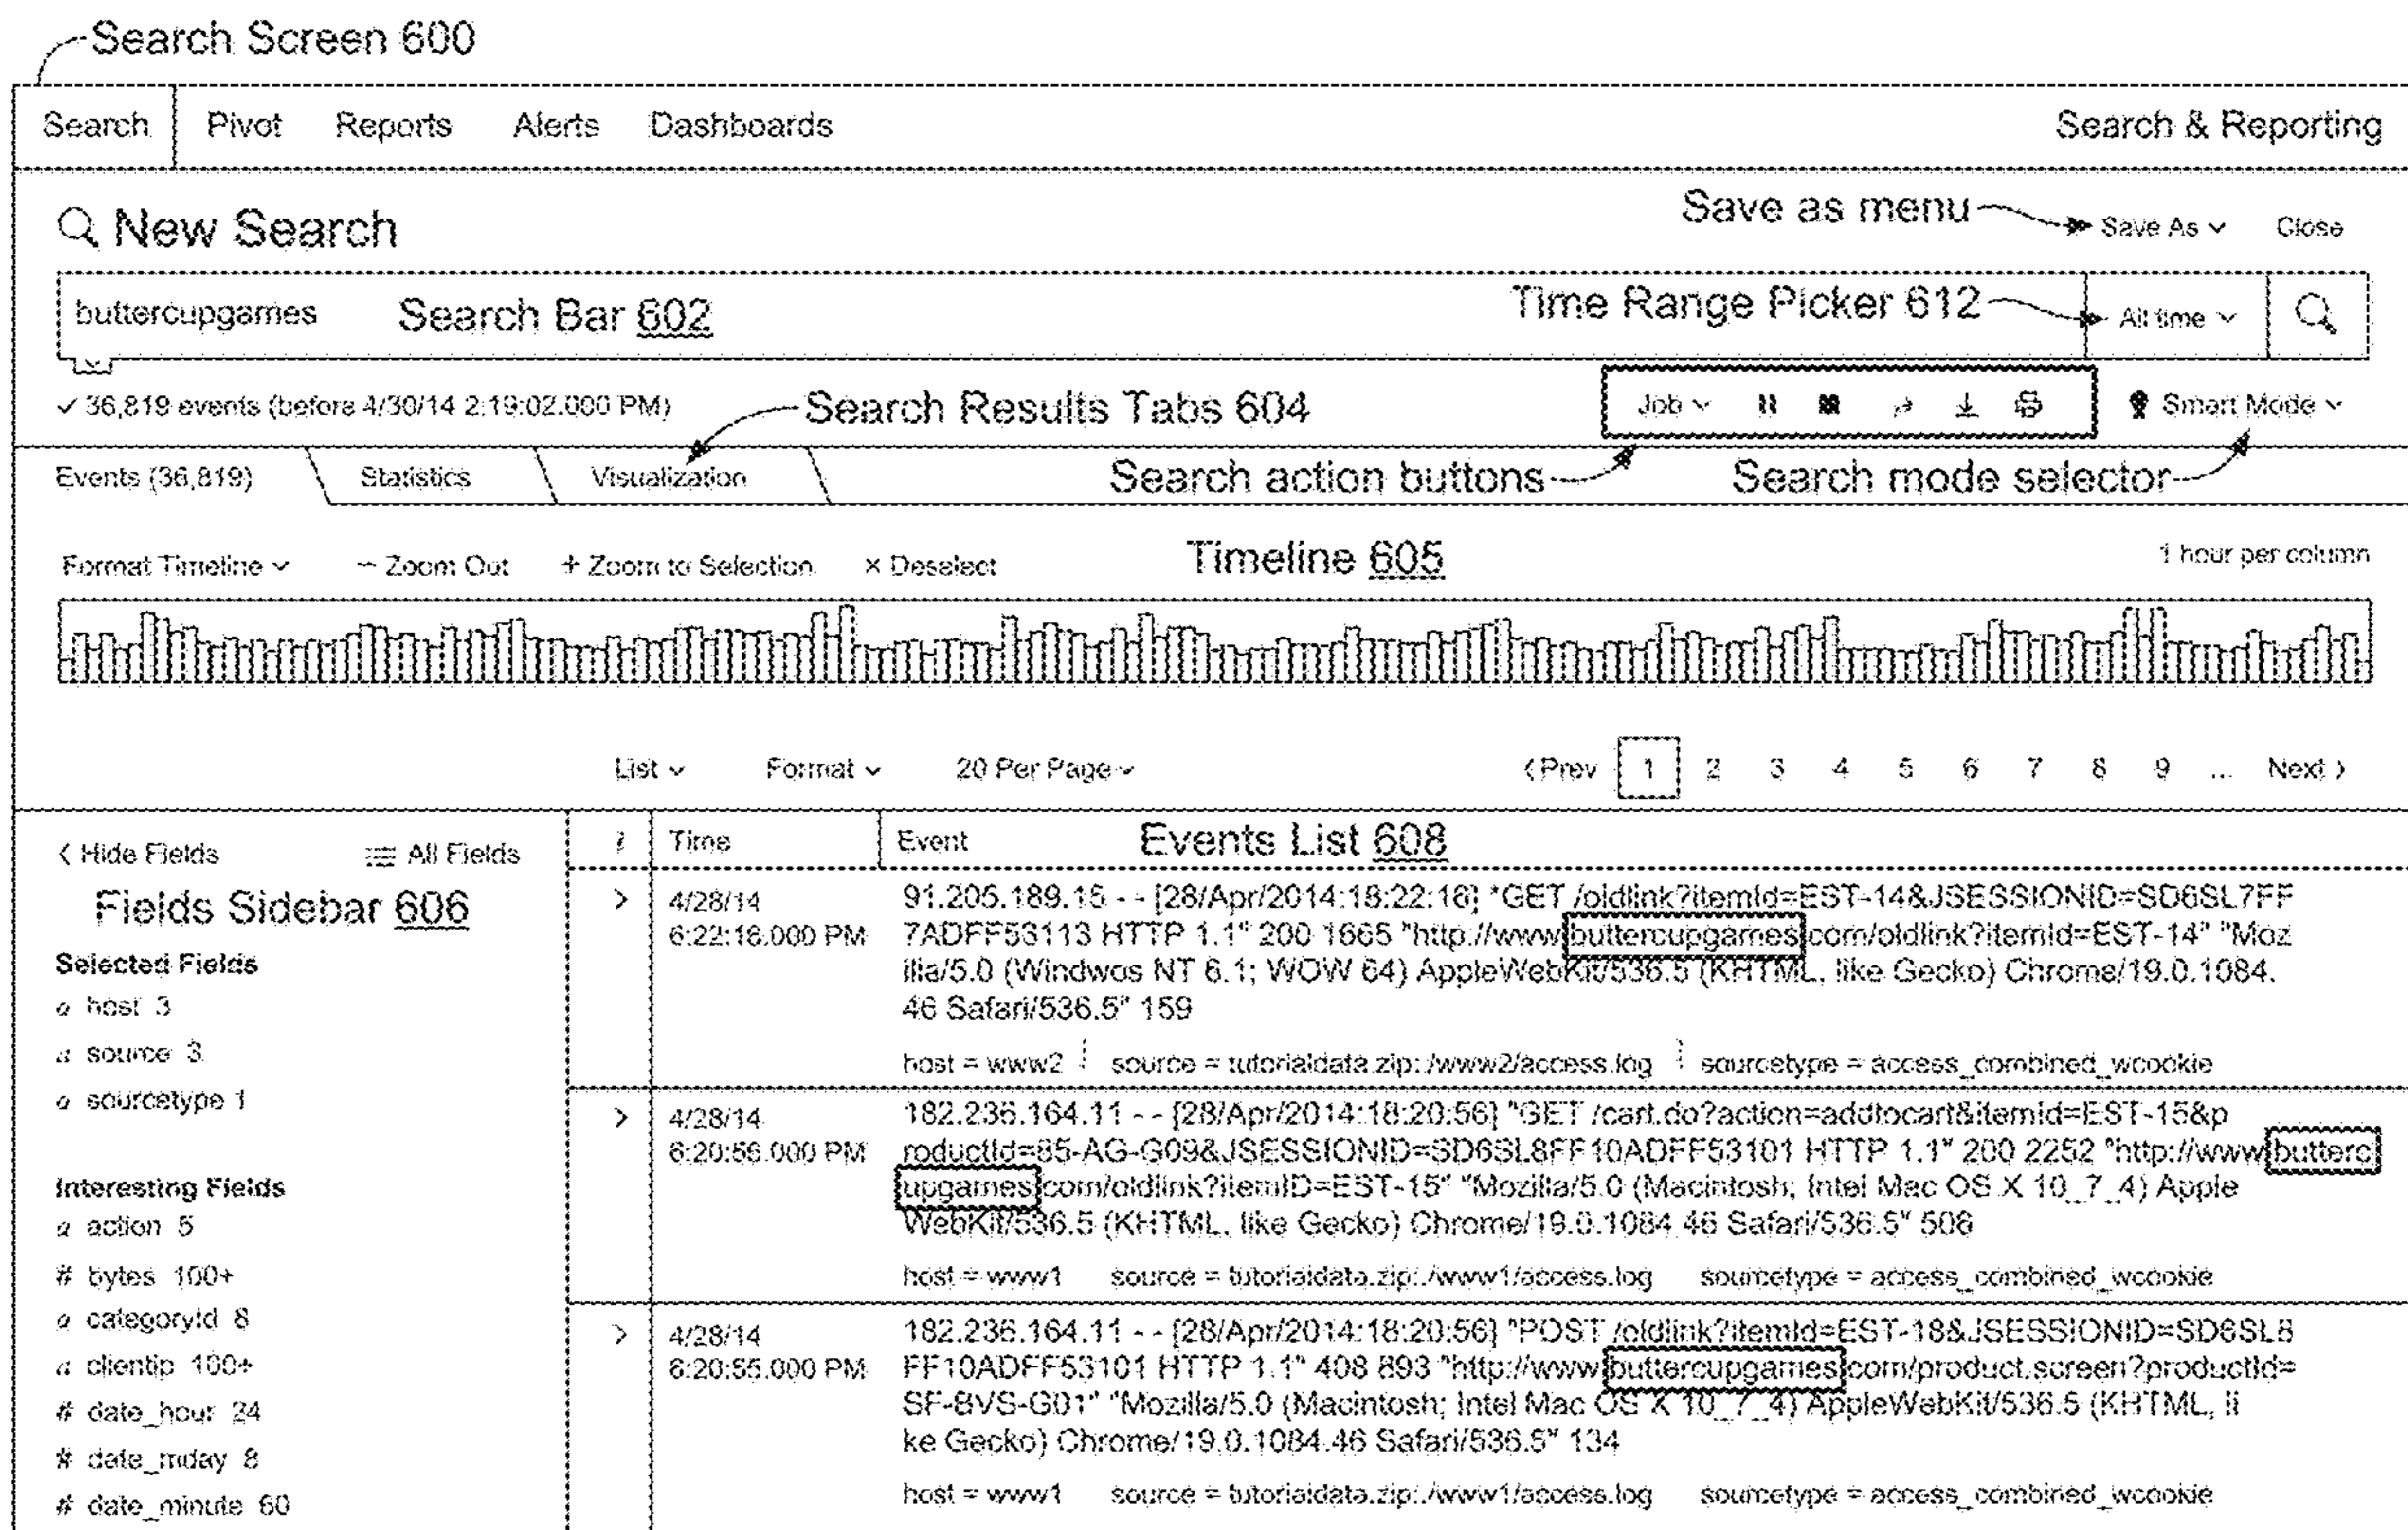 Search Screen 600
Search Pivot Reports Alerts Dashboards Search & Reporting
New Search
Save as menu Save As Close
buttercupgames Search Bar 602 Time Range Picker 612 All time
✓ 36,819 events (before 4/30/14 2:19:02.000 PM) Search Results Tabs 604 Job Smart Mode
Events (36,819) Statistics Visualization Search action buttons Search mode selector
Format Timeline − Zoom Out + Zoom to Selection × Deselect Timeline 605 1 hour per column
List Format 20 Per Page < Prev 1 2 3 4 5 6 7 8 9 ... Next >
< Hide Fields All Fields
Fields Sidebar 606
Selected Fields
a host 3
a source 3
a sourcetype 1
Interesting Fields
a action 5
# bytes 100+
a categoryId 8
a clientip 100+
# date_hour 24
# date_mday 8
# date_minute 60
i Time Event Events List 608
> 4/28/14
6:22:16.000 PM
91.205.189.15 - - [28/Apr/2014:18:22:16] "GET /oldlink?itemId=EST-14&JSESSIONID=SD6SL7FF
7ADFF53113 HTTP 1.1" 200 1665 "http://www.buttercupgames.com/oldlink?itemId=EST-14" "Moz
illa/5.0 (Windwos NT 6.1; WOW 64) AppleWebKit/536.5 (KHTML, like Gecko) Chrome/19.0.1084.
46 Safari/536.5" 159
host = www2 source = tutorialdata.zip:./www2/access.log sourcetype = access_combined_wcookie
> 4/28/14
6:20:56.000 PM
182.236.164.11 - - [28/Apr/2014:18:20:56] "GET /cart.do?action=addtocart&itemId=EST-15&p
roductId=85-AG-G09&JSESSIONID=SD6SL8FF10ADFF53101 HTTP 1.1" 200 2252 "http://www.butterc
upgames.com/oldlink?itemID=EST-15" "Mozilla/5.0 (Macintosh; Intel Mac OS X 10_7_4) Apple
WebKit/536.5 (KHTML, like Gecko) Chrome/19.0.1084.46 Safari/536.5" 506
host = www1 source = tutorialdata.zip:./www1/access.log sourcetype = access_combined_wcookie
> 4/28/14
6:20:55.000 PM
182.236.164.11 - - [28/Apr/2014:18:20:56] "POST /oldlink?itemId=EST-18&JSESSIONID=SD6SL8
FF10ADFF53101 HTTP 1.1" 408 893 "http://www.buttercupgames.com/product.screen?productId=
SF-BVS-G01" "Mozilla/5.0 (Macintosh; Intel Mac OS X 10_7_4) AppleWebKit/536.5 (KHTML, li
ke Gecko) Chrome/19.0.1084.46 Safari/536.5" 134
host = www1 source = tutorialdata.zip:./www1/access.log sourcetype = access_combined_wcookie